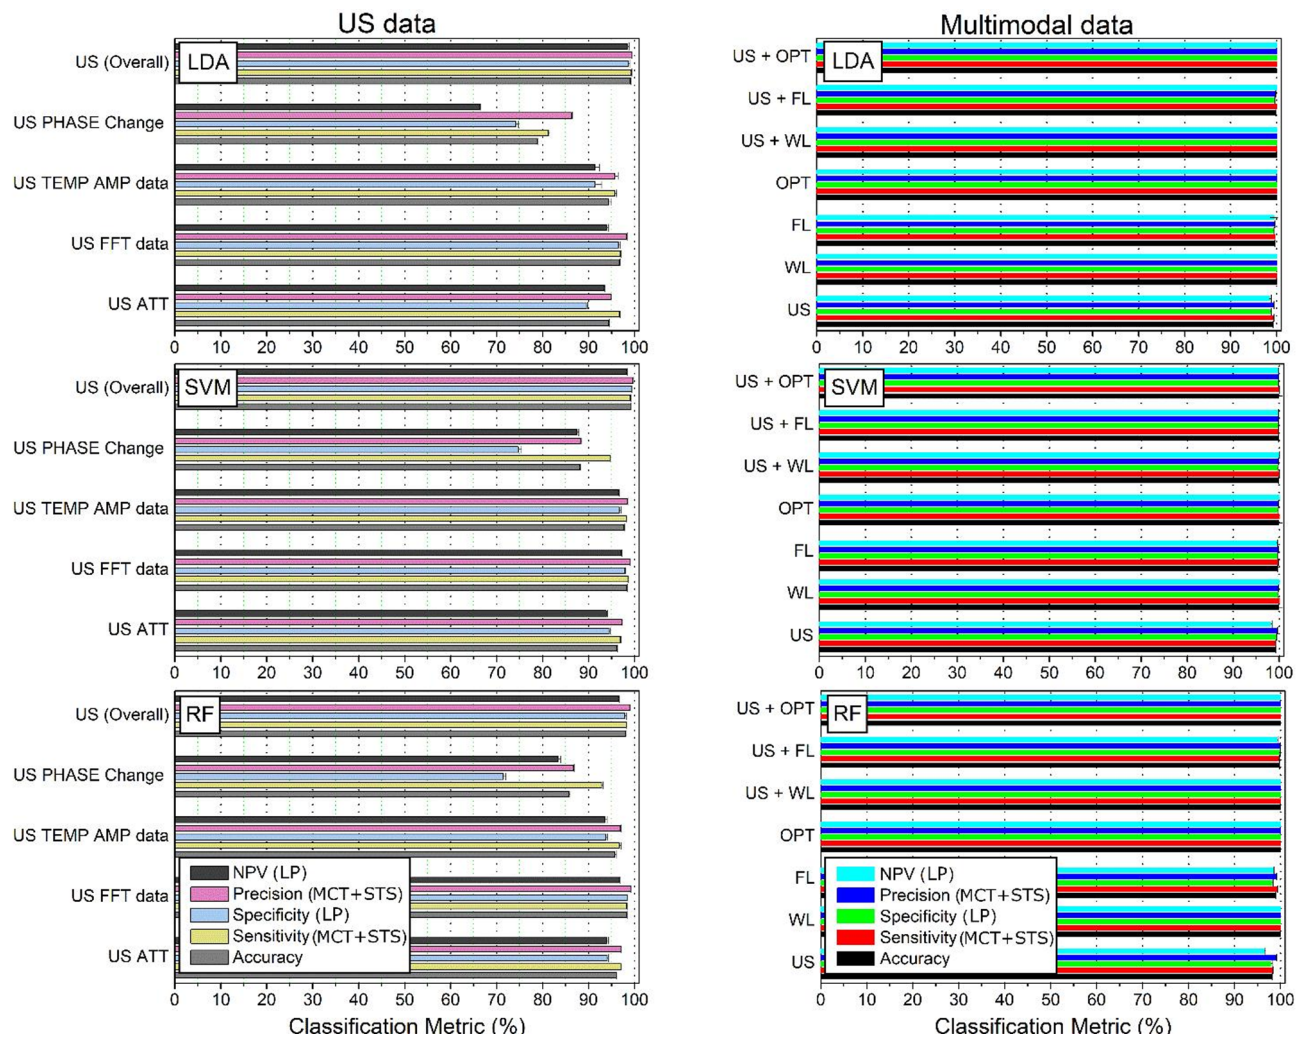 US data
LDA
US (Overall)
US PHASE Change
US TEMP AMP data
US FFT data
US ATT
0 10 20 30 40 50 60 70 80 90 100
SVM
US (Overall)
US PHASE Change
US TEMP AMP data
US FFT data
US ATT
0 10 20 30 40 50 60 70 80 90 100
RF
US (Overall)
US PHASE Change
US TEMP AMP data
US FFT data
US ATT
NPV (LP)
Precision (MCT+STS)
Specificity (LP)
Sensitivity (MCT+STS)
Accuracy
0 10 20 30 40 50 60 70 80 90 100
Classification Metric (%)
Multimodal data
LDA
US + OPT
US + FL
US + WL
OPT
FL
WL
US
0 10 20 30 40 50 60 70 80 90 100
SVM
US + OPT
US + FL
US + WL
OPT
FL
WL
US
0 10 20 30 40 50 60 70 80 90 100
RF
US + OPT
US + FL
US + WL
OPT
FL
WL
US
NPV (LP)
Precision (MCT+STS)
Specificity (LP)
Sensitivity (MCT+STS)
Accuracy
0 10 20 30 40 50 60 70 80 90 100
Classification Metric (%)